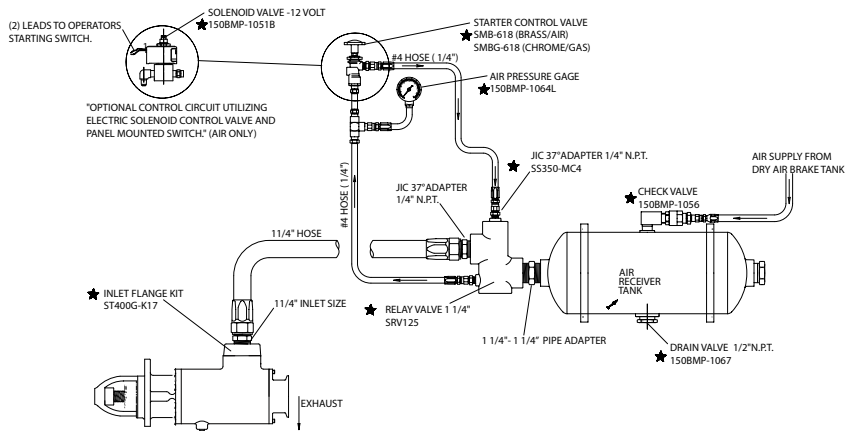 SOLENOID VALVE -12 VOLT
★150BMP-1051B
(2) LEADS TO OPERATORS
STARTING SWITCH.
"OPTIONAL CONTROL CIRCUIT UTILIZING
ELECTRIC SOLENOID CONTROL VALVE AND
PANEL MOUNTED SWITCH." (AIR ONLY)
STARTER CONTROL VALVE
★ SMB-618 (BRASS/AIR)
SMBG-618 (CHROME/GAS)
#4 HOSE (1/4")
AIR PRESSURE GAGE
★150BMP-1064L
#4 HOSE (1/4")
★ JIC 37°ADAPTER 1/4" N.P.T.
SS350-MC4
JIC 37°ADAPTER
1/4" N.P.T.
AIR SUPPLY FROM
DRY AIR BRAKE TANK
★ CHECK VALVE
150BMP-1056
11/4" HOSE
AIR
RECEIVER
TANK
★ INLET FLANGE KIT
ST400G-K17
11/4" INLET SIZE
★ RELAY VALVE 1 1/4"
SRV125
1 1/4"- 1 1/4" PIPE ADAPTER
DRAIN VALVE 1/2"N.P.T.
★ 150BMP-1067
EXHAUST